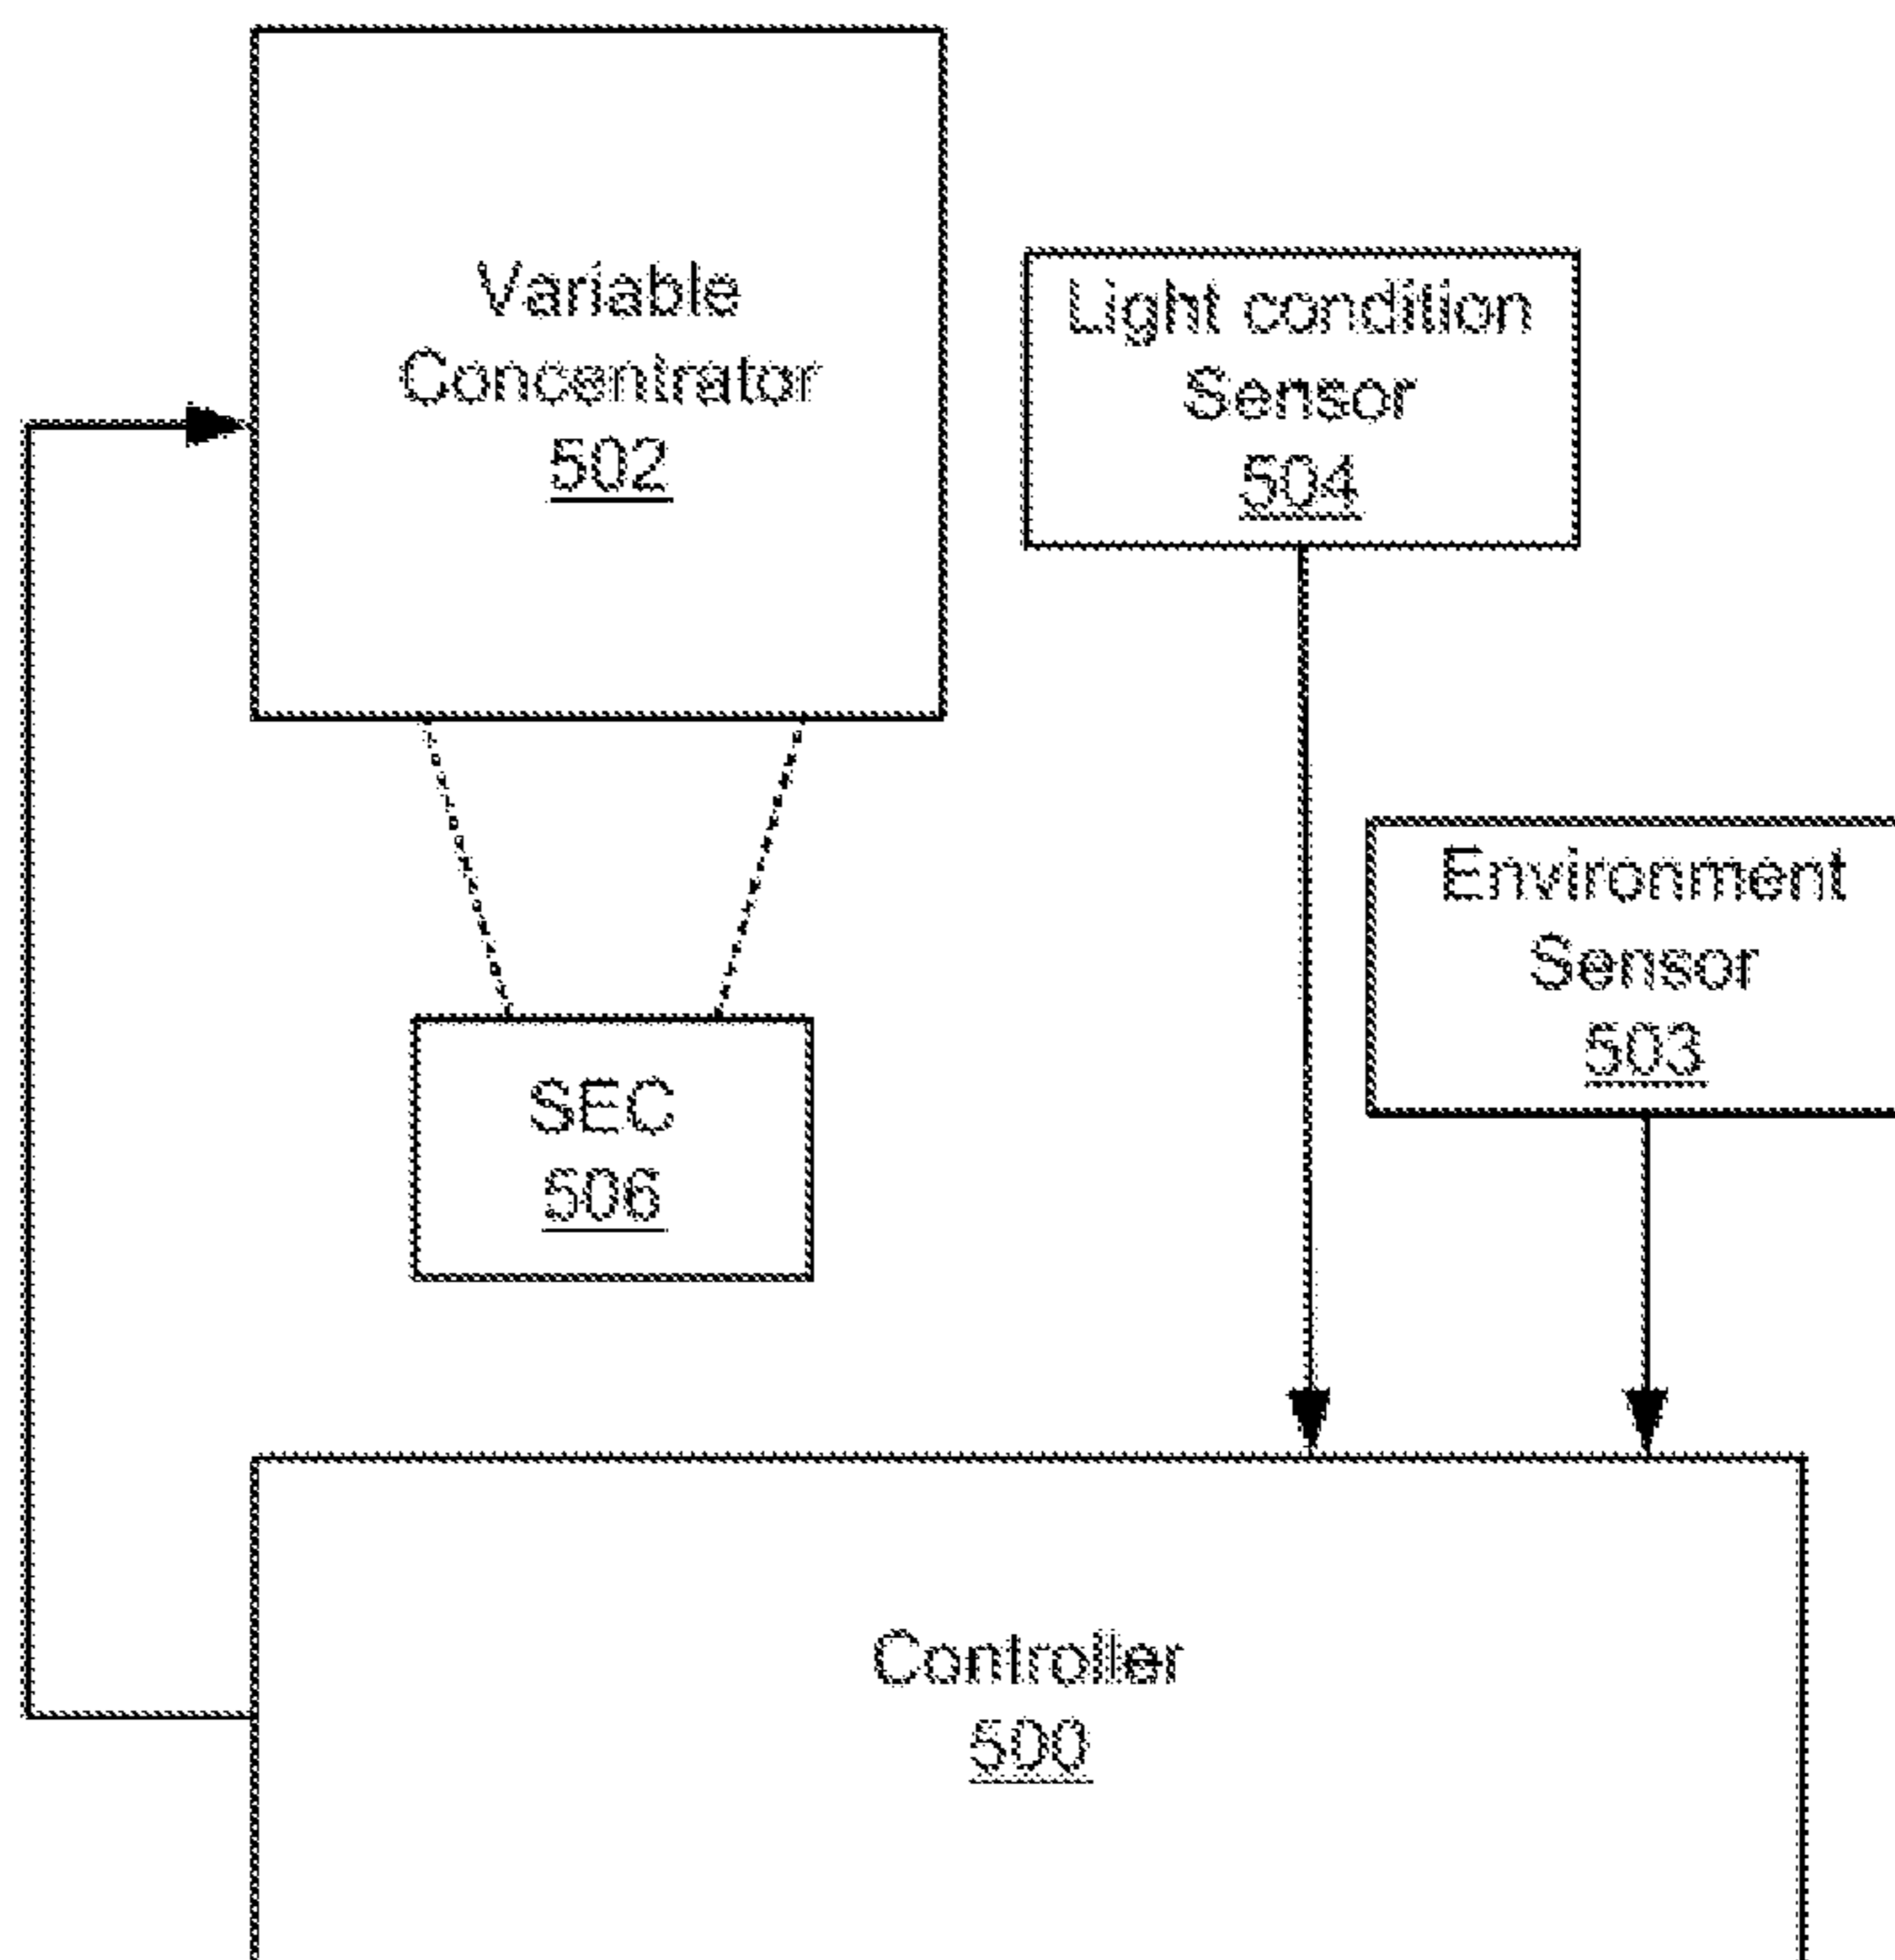 Variable
Concentrator
502
Light condition
Sensor
504
Environment
Sensor
503
SEC
506
Controller
500